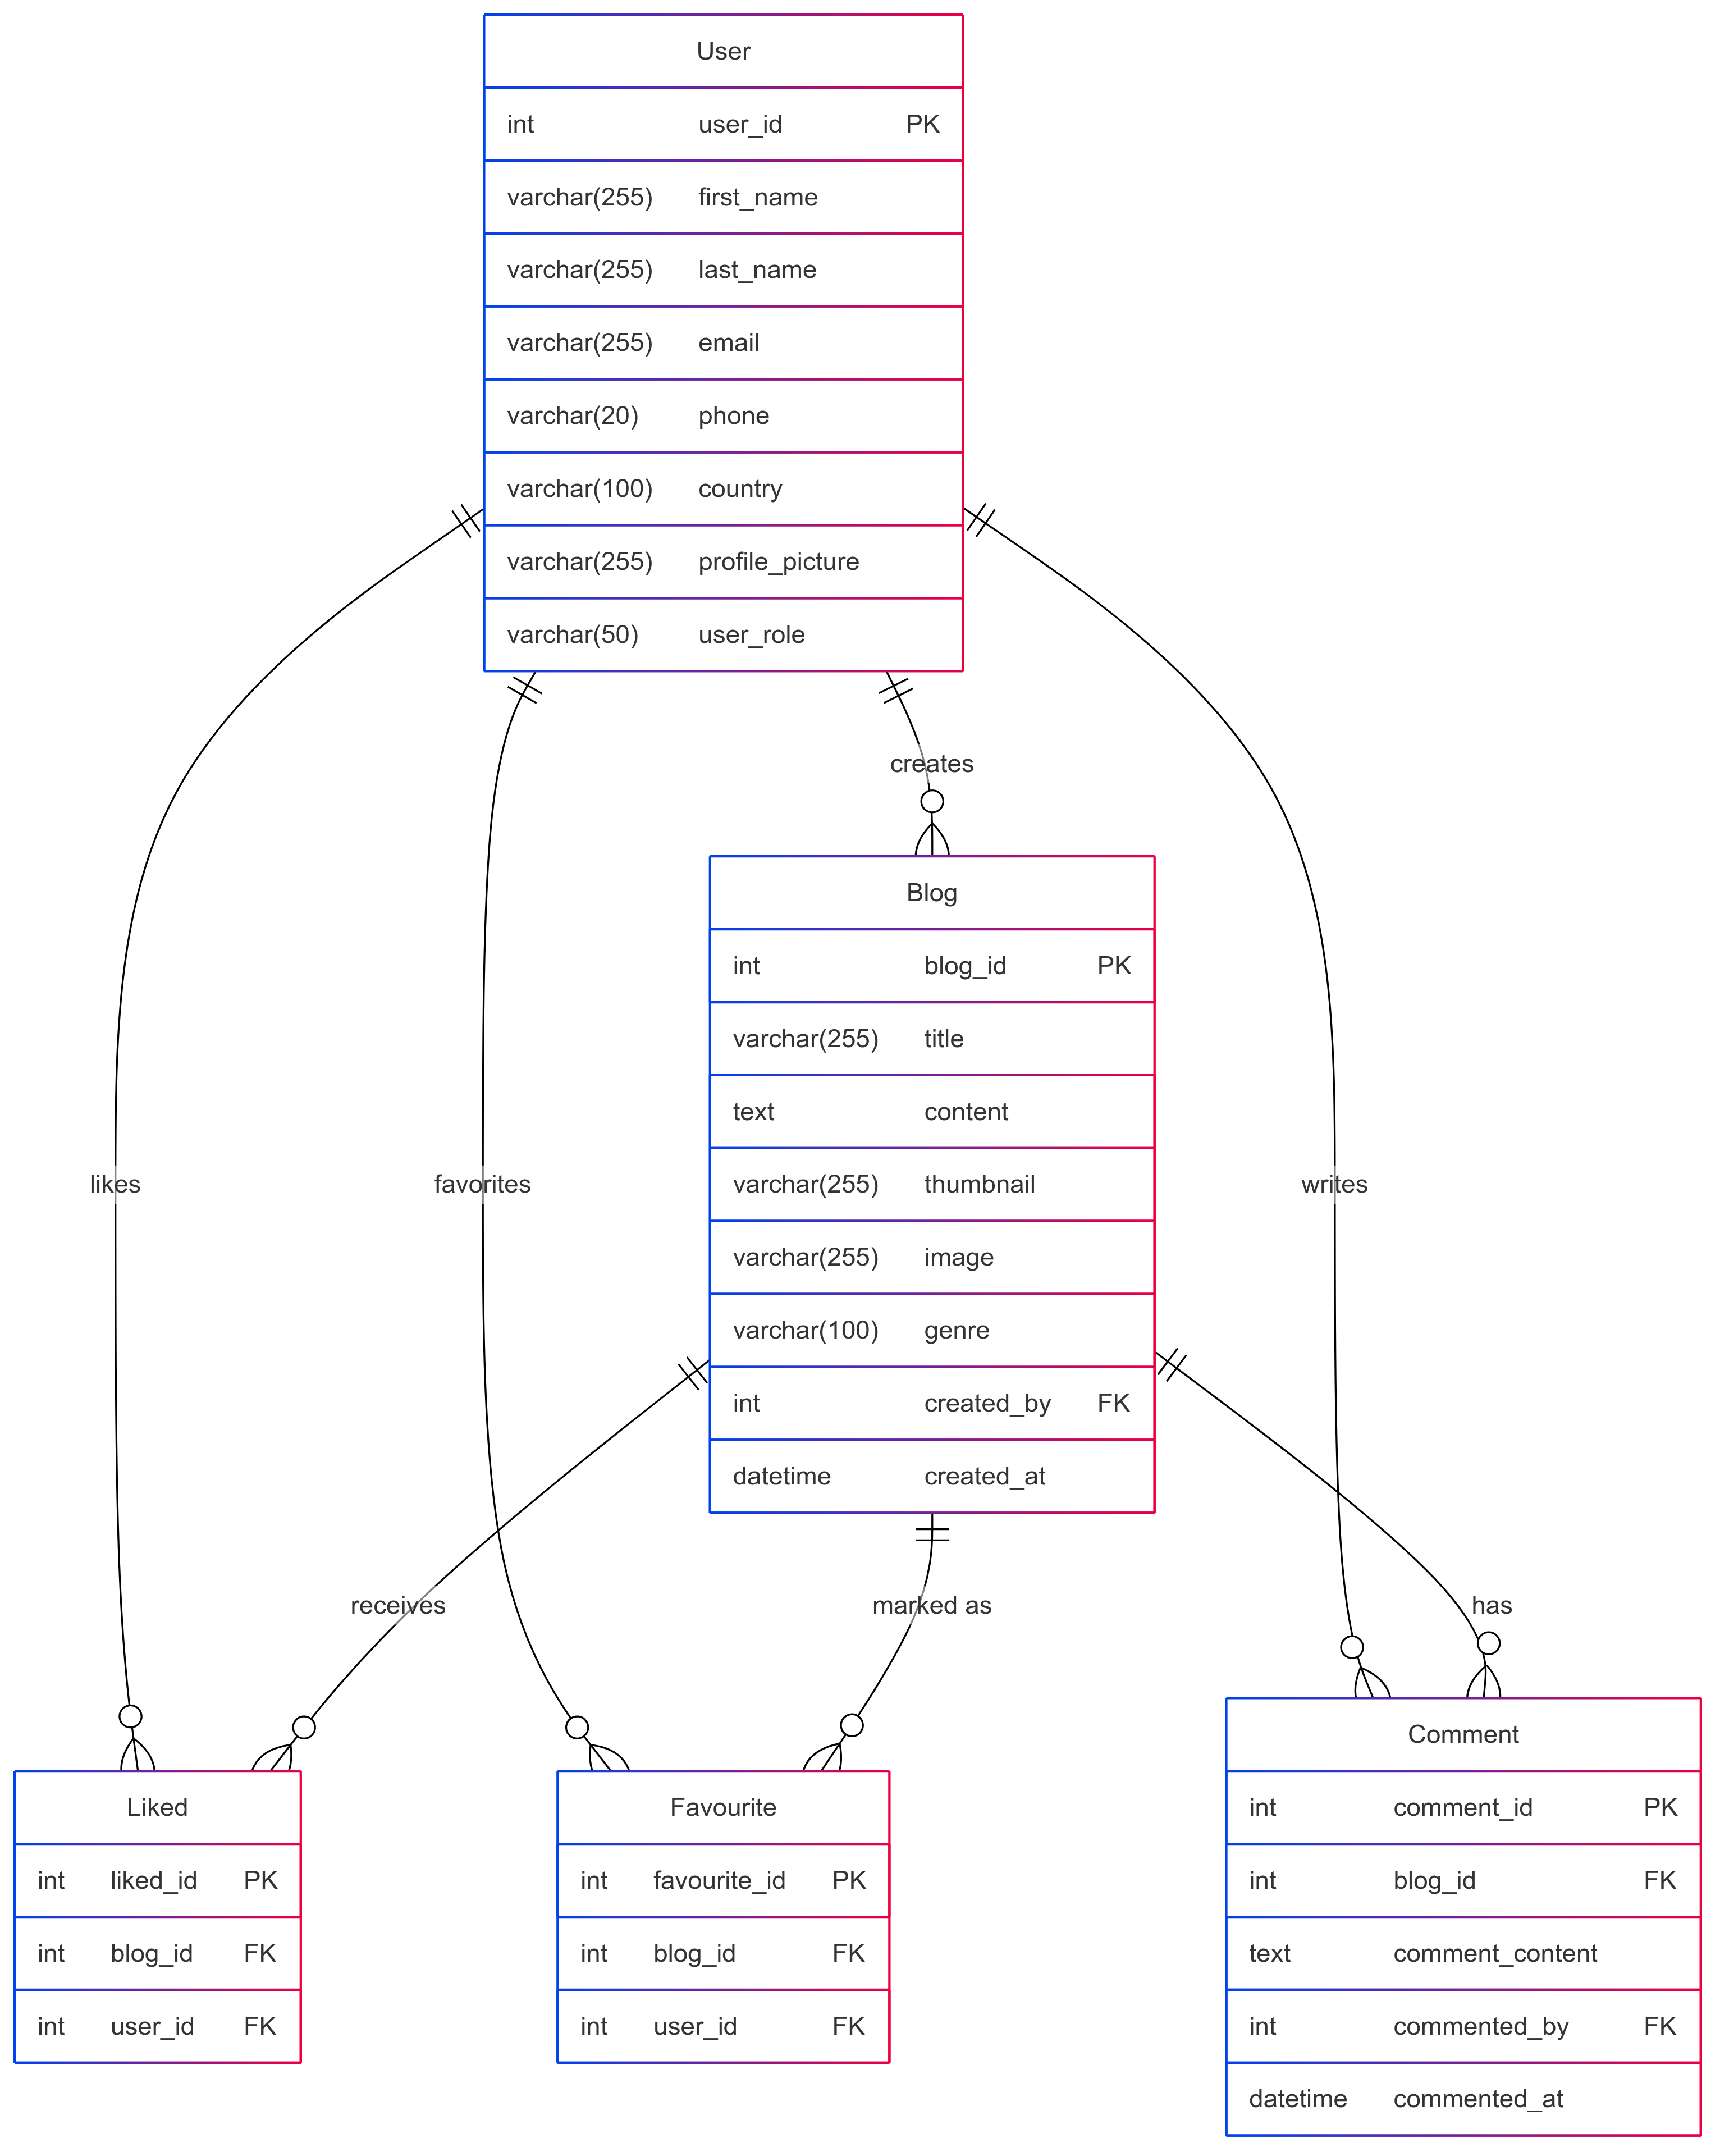 User
int user_id PK
varchar(255) first_name
varchar(255) last_name
varchar(255) email
varchar(20) phone
varchar(100) country
varchar(255) profile_picture
varchar(50) user_role
creates
Blog
int blog_id PK
varchar(255) title
text content
varchar(255) thumbnail
varchar(255) image
varchar(100) genre
int created_by FK
datetime created_at
likes
favorites
writes
receives
marked as
has
Liked
int liked_id PK
int blog_id FK
int user_id FK
Favourite
int favourite_id PK
int blog_id FK
int user_id FK
Comment
int comment_id PK
int blog_id FK
text comment_content
int commented_by FK
datetime commented_at